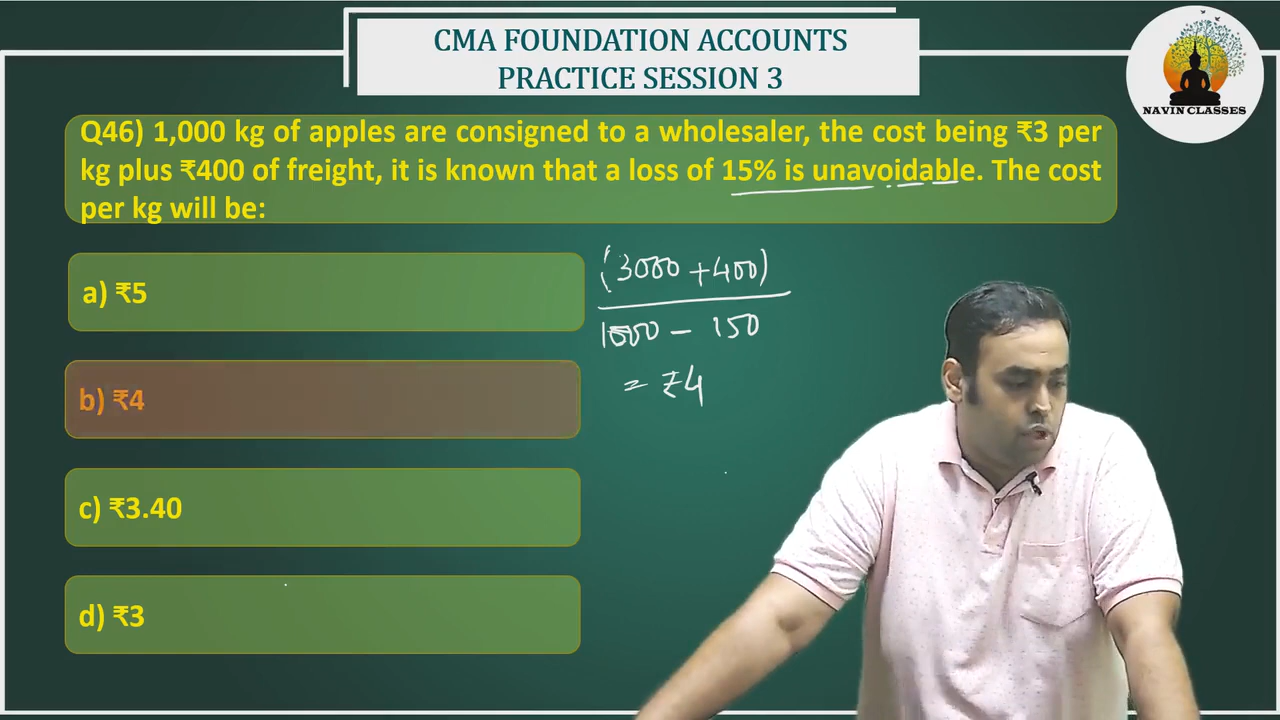 CMA FOUNDATION ACCOUNTS
PRACTICE SESSION 3
NAVIN CLASSES
Q46) 1,000 kg of apples are consigned to a wholesaler, the cost being ₹3 per
kg plus ₹400 of freight, it is known that a loss of 15% is unavoidable. The cost
per kg will be:
a) ₹5
b) ₹4
c) ₹3.40
d) ₹3
(3000 + 400)
1000 - 150
= ₹4